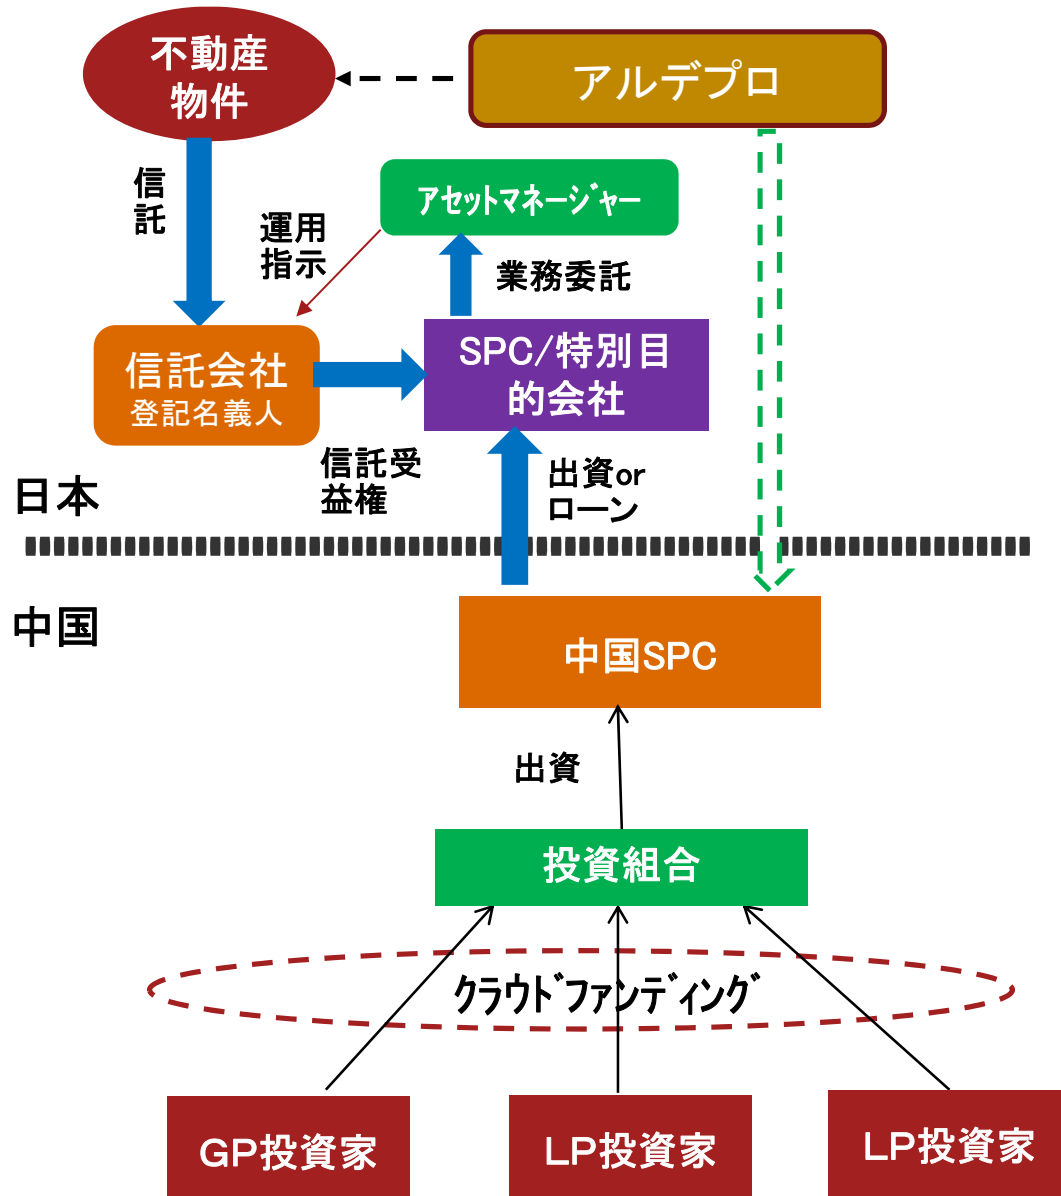 不動産
物件
アルデプロ
信
託
アセットマネージャー
運用
指示
業務委託
信託会社
登記名義人
SPC/特別目
的会社
信託受
益権
出資or
ローン
日本
中国
中国SPC
出資
投資組合
クラウドファンディング
GP投資家
LP投資家
LP投資家